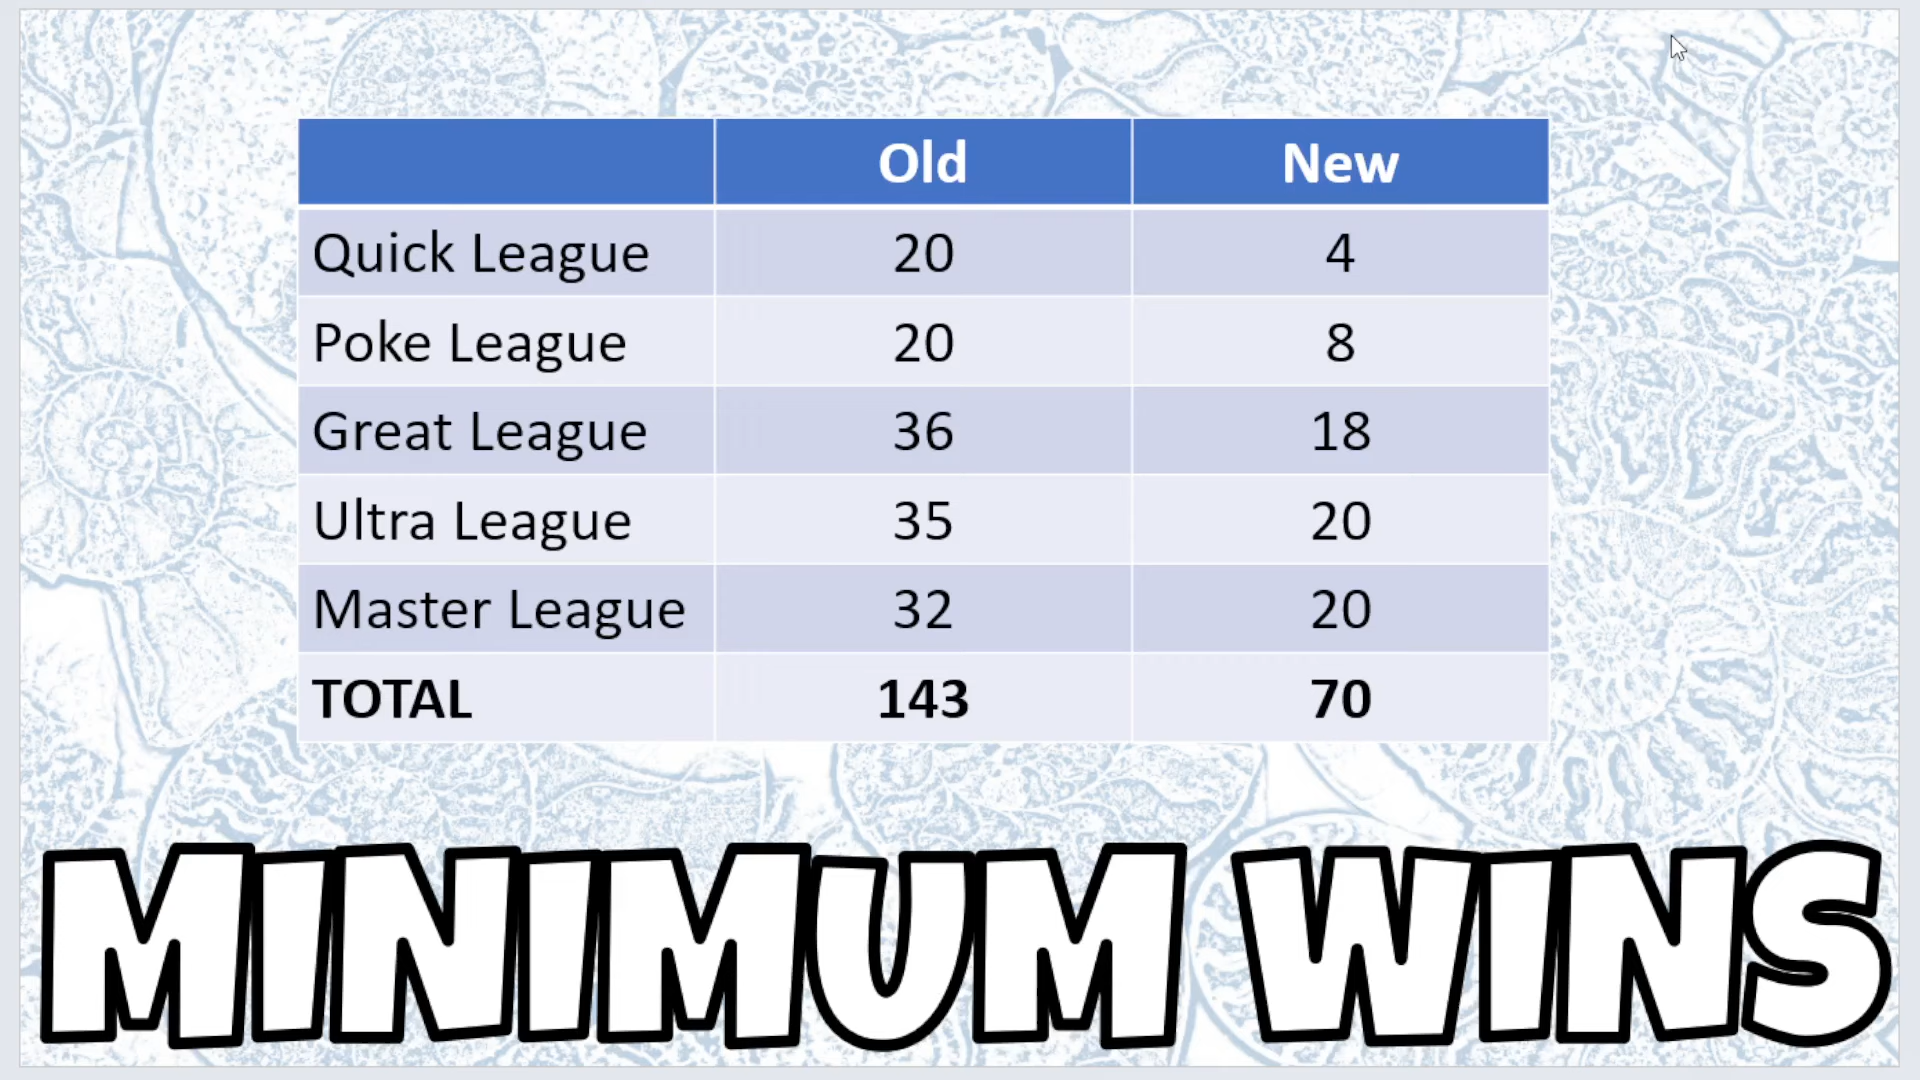 Old New
Quick League 20 4
Poke League 20 8
Great League 36 18
Ultra League 35 20
Master League 32 20
TOTAL 143 70
MINIMUM WINS